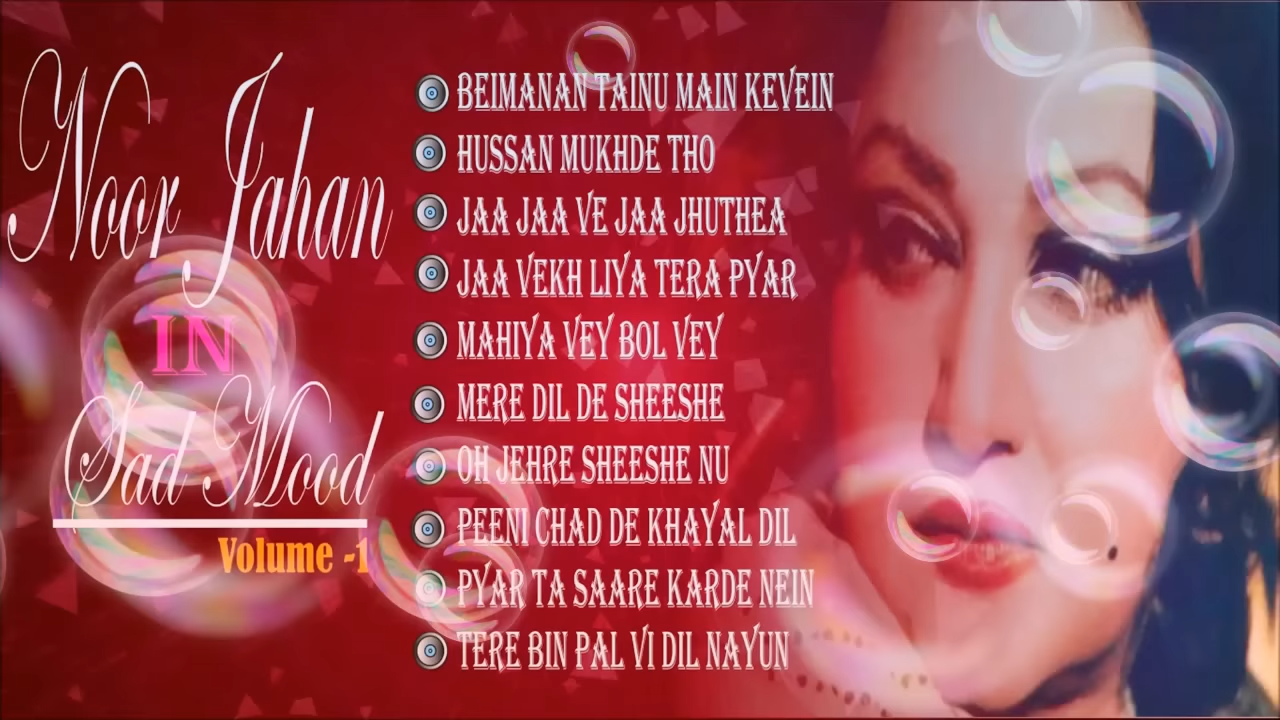 Noor Jahan
IN
Sad Mood
Volume -1
BEIMANAN TAINU MAIN KEVEIN
HUSSAN MUKHDE THO
JAA JAA VE JAA JHUTHEA
JAA VEKH LIYA TERA PYAR
MAHIYA VEY BOL VEY
MERE DIL DE SHEESHE
OH JEHRE SHEESHE NU
PEENI CHAD DE KHAYAL DIL
PYAR TA SAARE KARDE NEIN
TERE BIN PAL VI DIL NAYUN